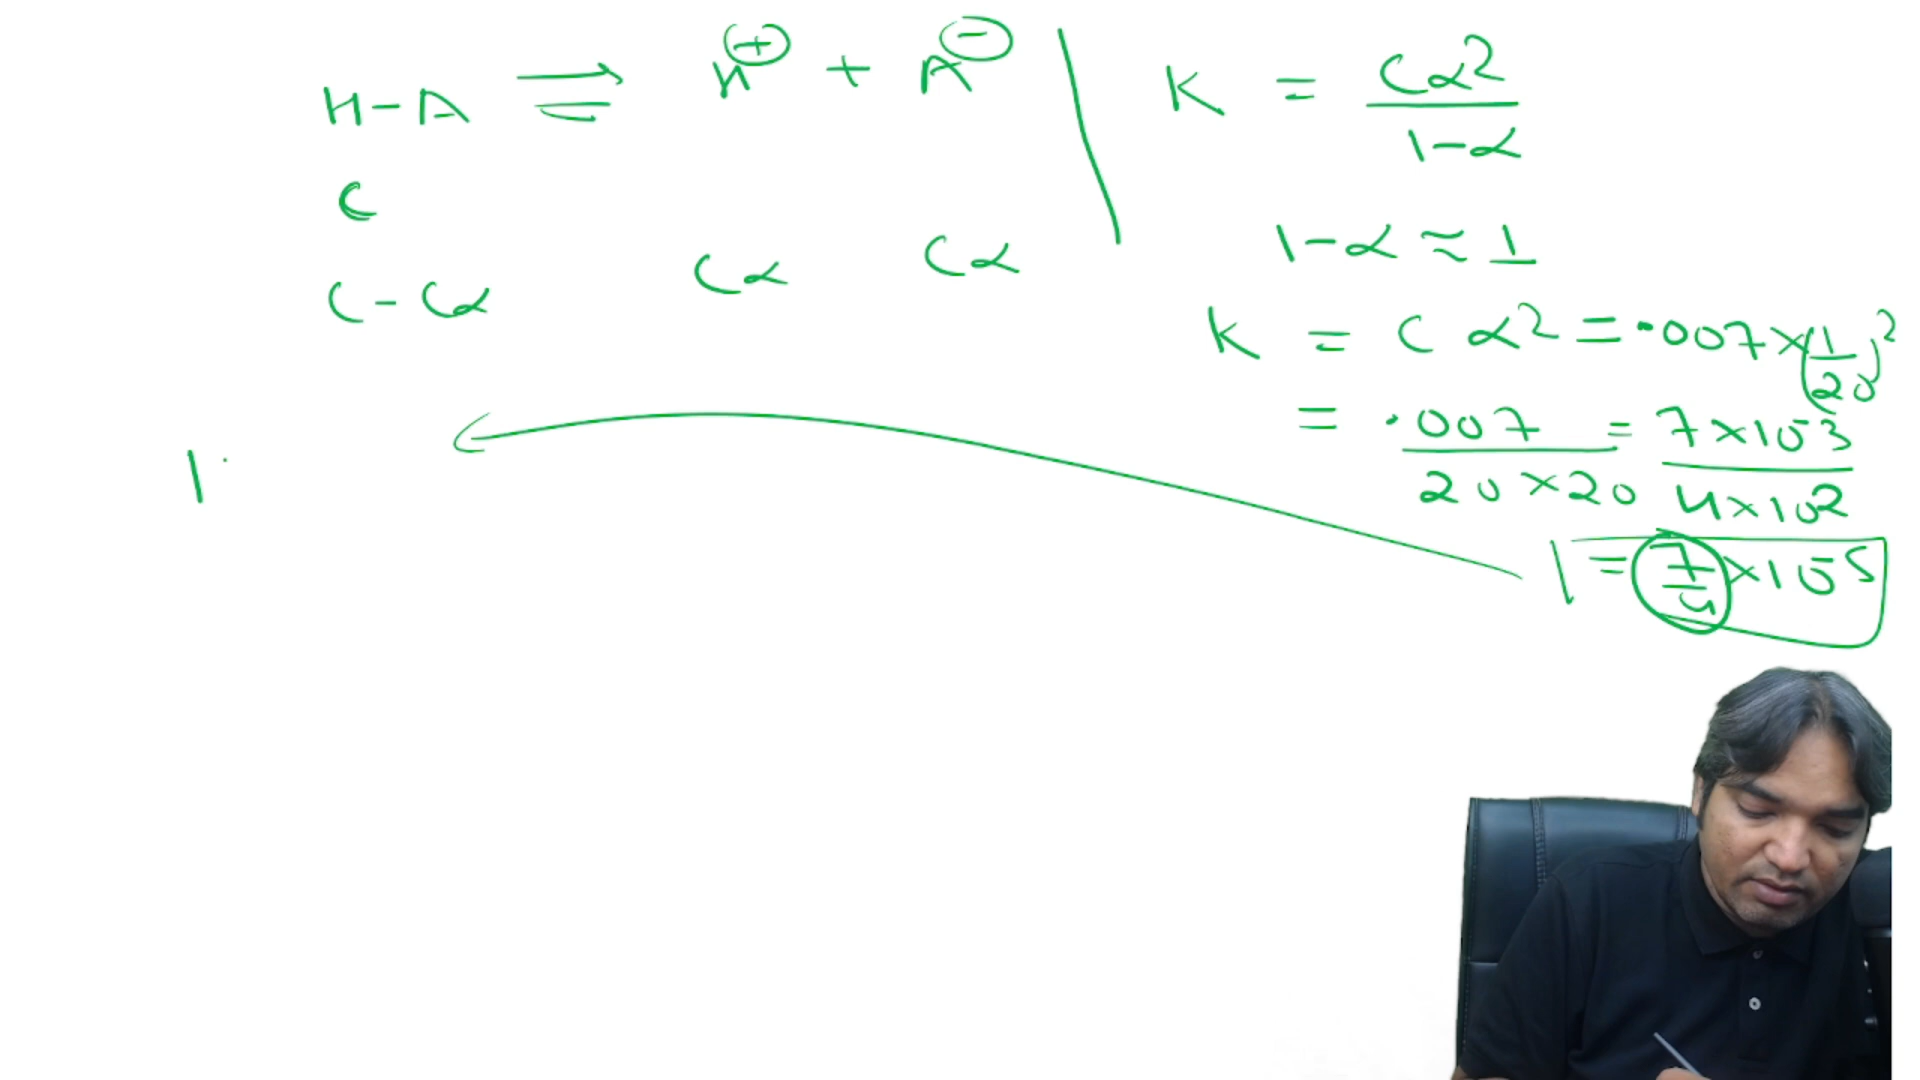 H-A ⇌ H⊕ + A⊖
C
C-Cα Cα Cα
K = Cα²/1-α
1-α ≈ 1
K = Cα² = .007×(1/20)²
= .007/20×20 = 7×10⁻³/4×10²
= 7/4×10⁻⁵